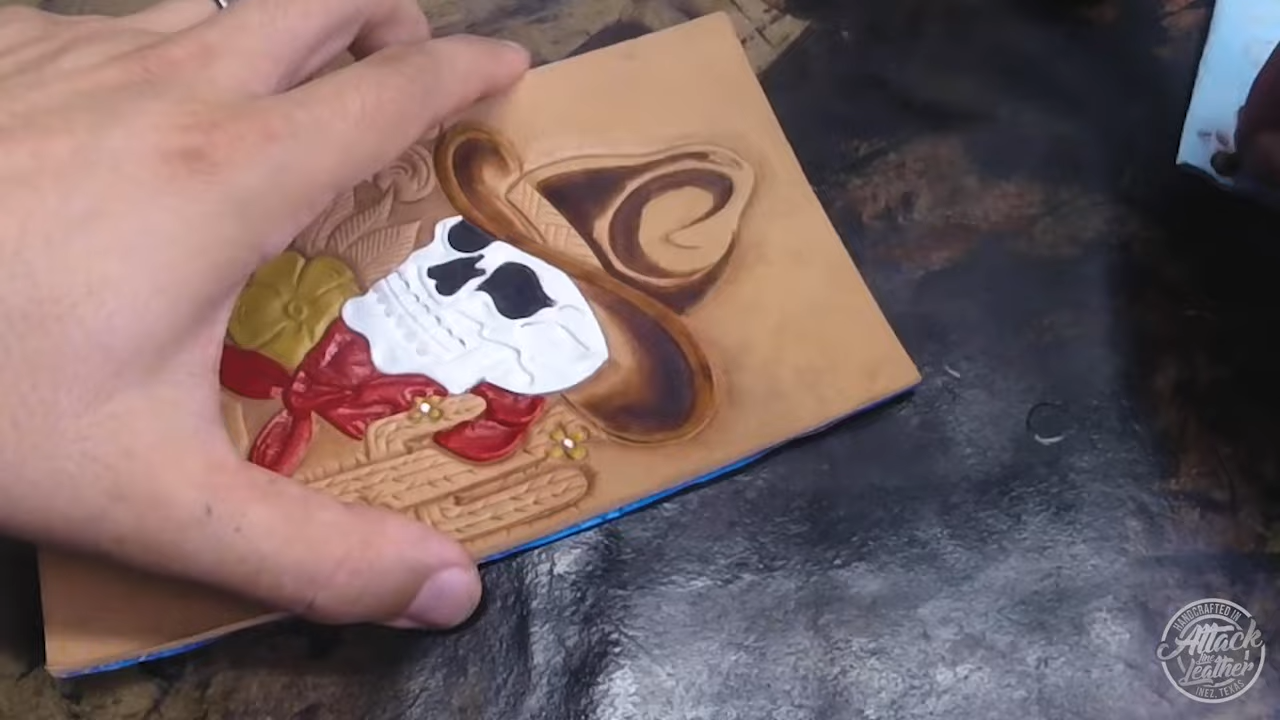 HANDCRAFTED IN
Attack
the
Leather
INEZ, TEXAS